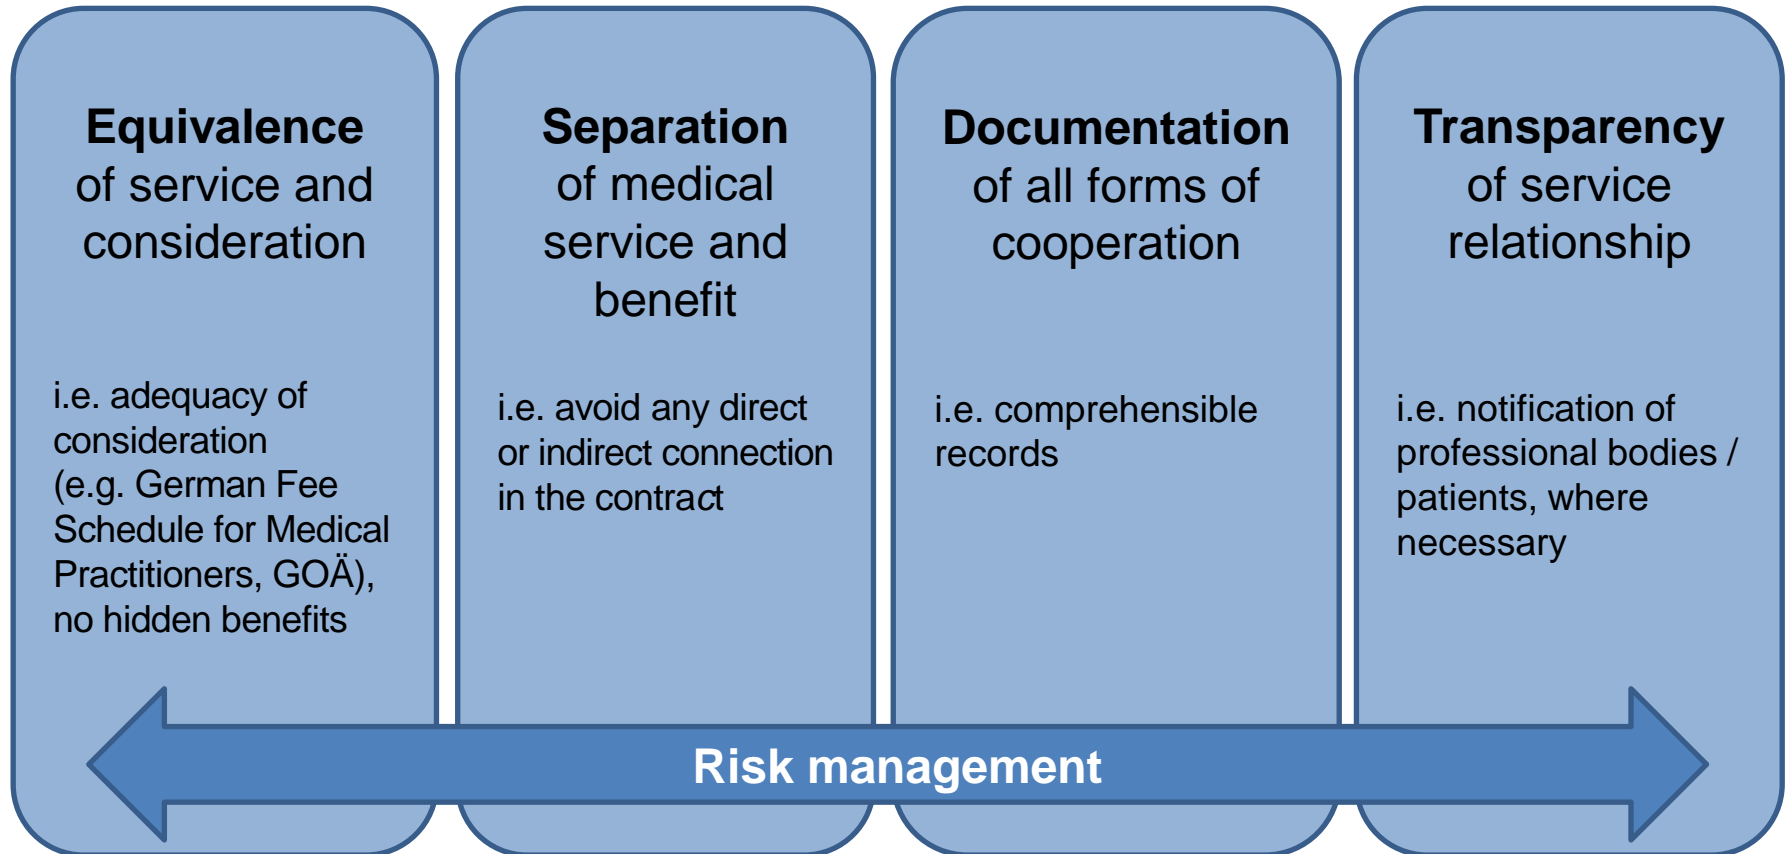 Equivalence
of service and
consideration
i.e. adequacy of
consideration
(e.g. German Fee
Schedule for Medical
Practitioners, GOÄ),
no hidden benefits
Separation
of medical
service and
benefit
i.e. avoid any direct
or indirect connection
in the contract
Documentation
of all forms of
cooperation
i.e. comprehensible
records
Transparency
of service
relationship
i.e. notification of
professional bodies /
patients, where
necessary
Risk management